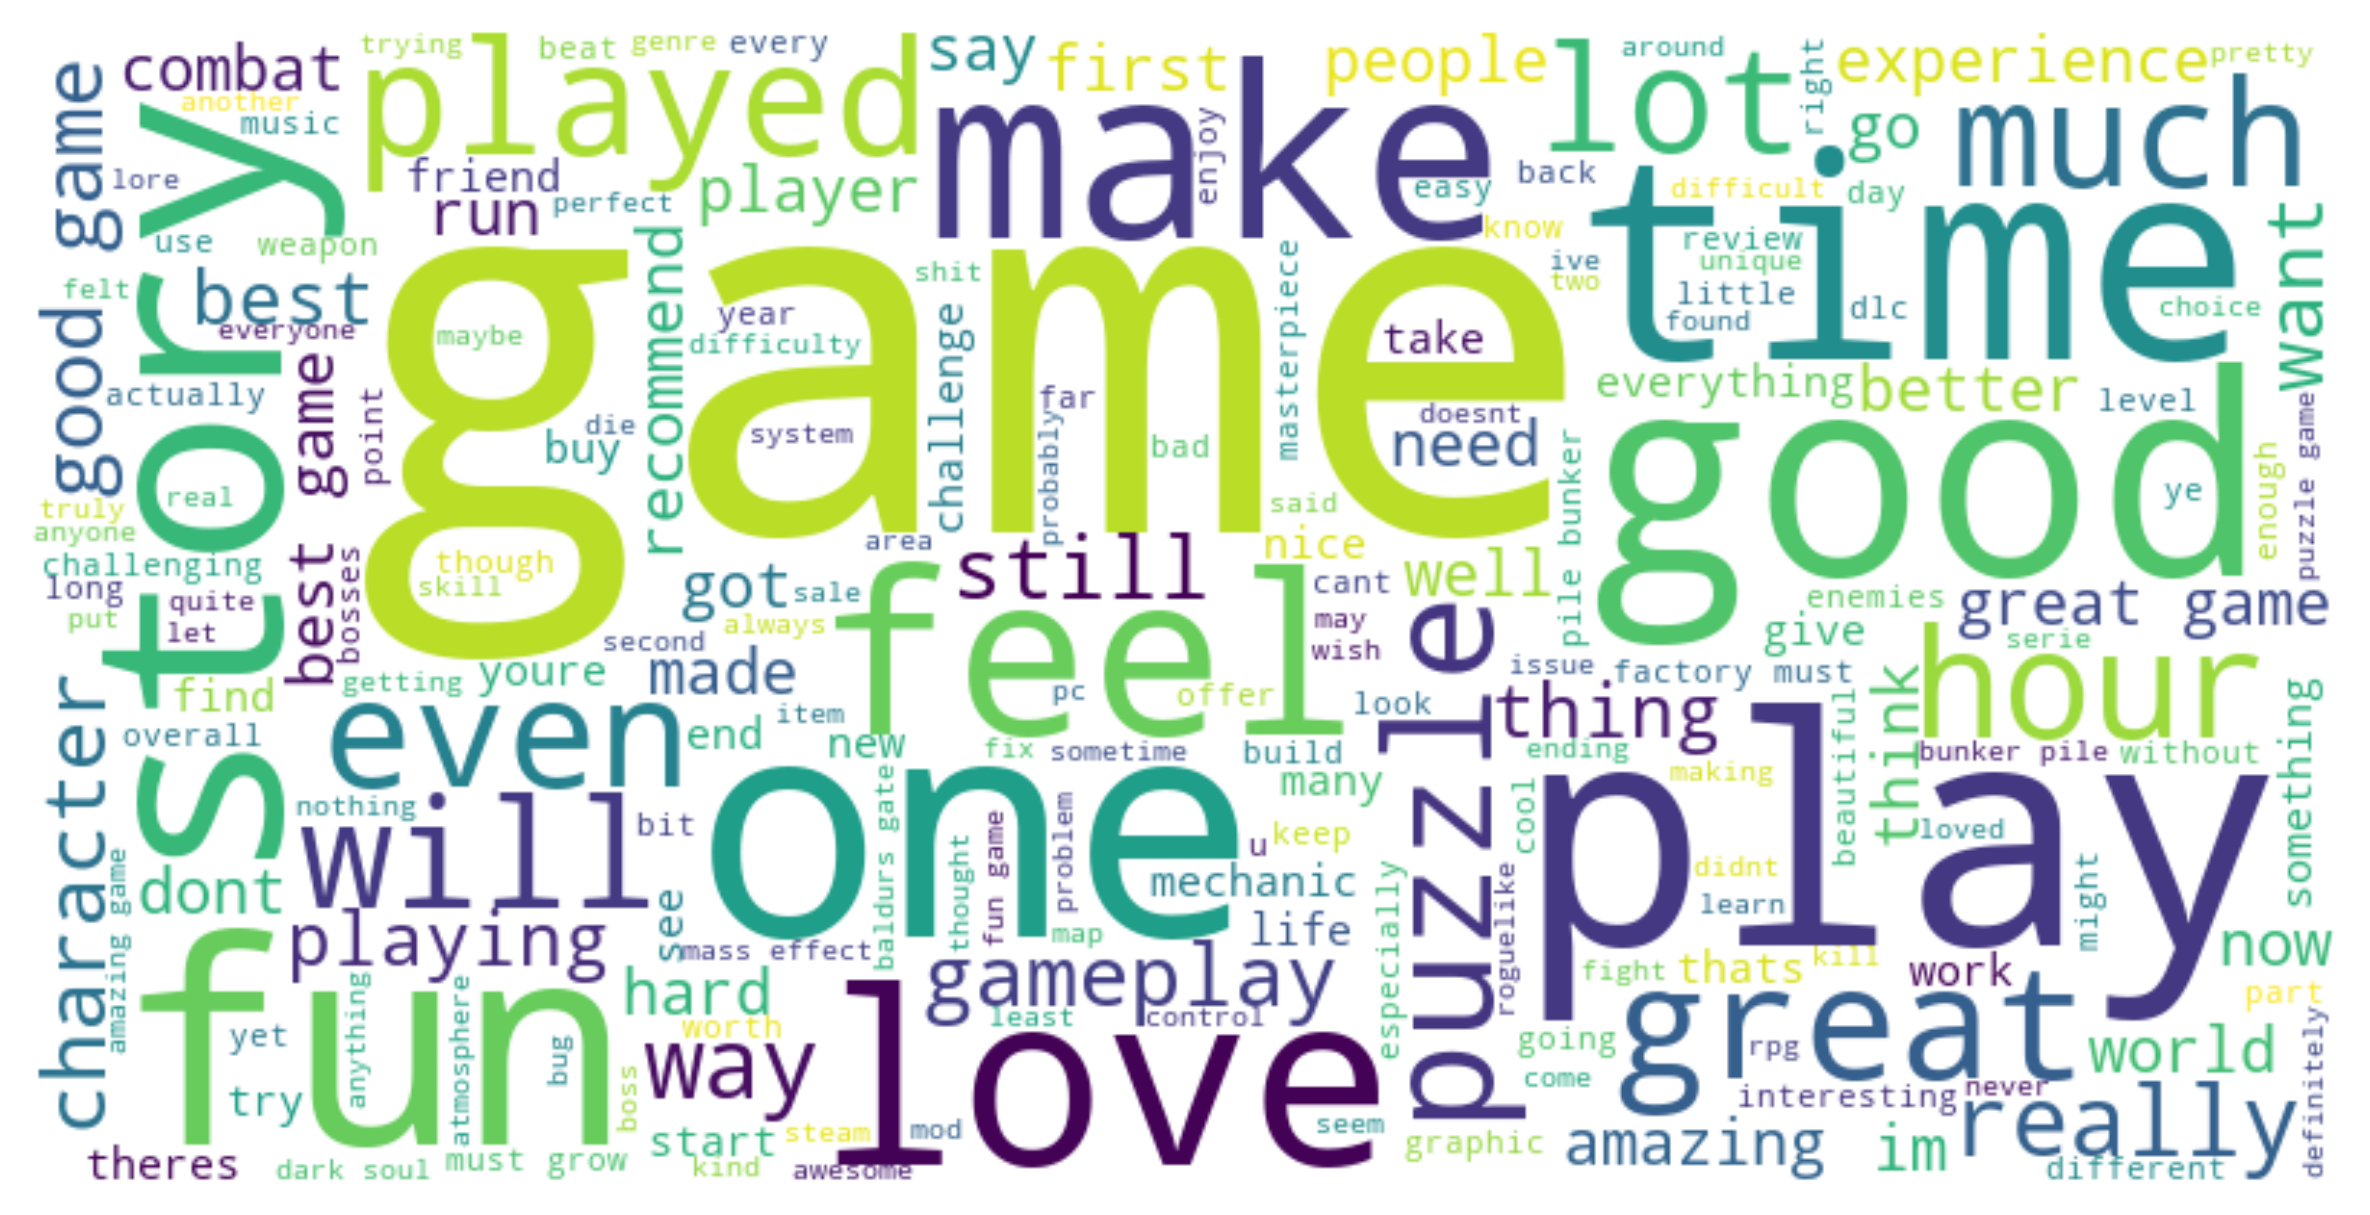 trying
beat
genre
every
say
first
people
lot
around
right
experience
pretty
combat
played
another
music
make
enjoy
go
much
good game
lore
friend
run
perfect
player
easy
back
time
difficult
day
know
story
use
weapon
best
felt
everyone
game
shit
masterpiece
ive
two
review
unique
little
found
dlc
choice
want
maybe
year
difficulty
recommend
challenge
take
actually
best game
point
die
buy
system
far
probably
bad
doesnt
need
everything
better
level
real
truly
anyone
said
pile bunker
good
ye
enough
puzzle game
challenging
long
quite
put
let
bosses
though
skill
area
still
nice
got
sale
cant
well
enemies
great game
second
always
feel
may
wish
give
serie
find
getting
youre
made
pc
offer
issue
factory must
hour
character
overall
even
end
item
new
look
puzzle
thing
think
something
fix
sometime
build
ending
bunker pile
without
nothing
many
making
beautiful
will
bit
baldurs gate
one
problem
u
keep
cool
play
loved
amazing game
dont
thought
fun game
mechanic
especially
roguelike
didnt
learn
might
playing
see
mass effect
map
life
now
fun
anything
atmosphere
hard
gameplay
fight
thats
kill
work
part
yet
bug
worth
way
love
least
control
going
rpg
great
world
definitely
try
boss
come
interesting
never
start
steam
mod
seem
really
theres
dark soul
must grow
kind
awesome
graphic
amazing
im
different